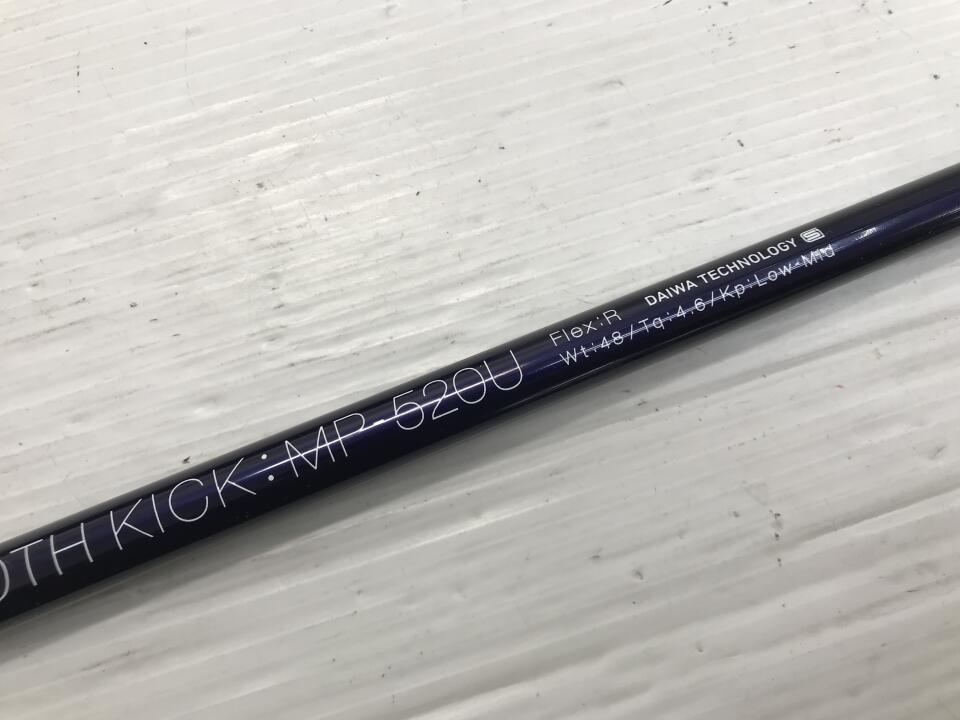 OTH KICK: MP-520U
Flex:R
Wt:48/Tq:4.6/Kp:Low-Mid
DAIWA TECHNOLOGY S